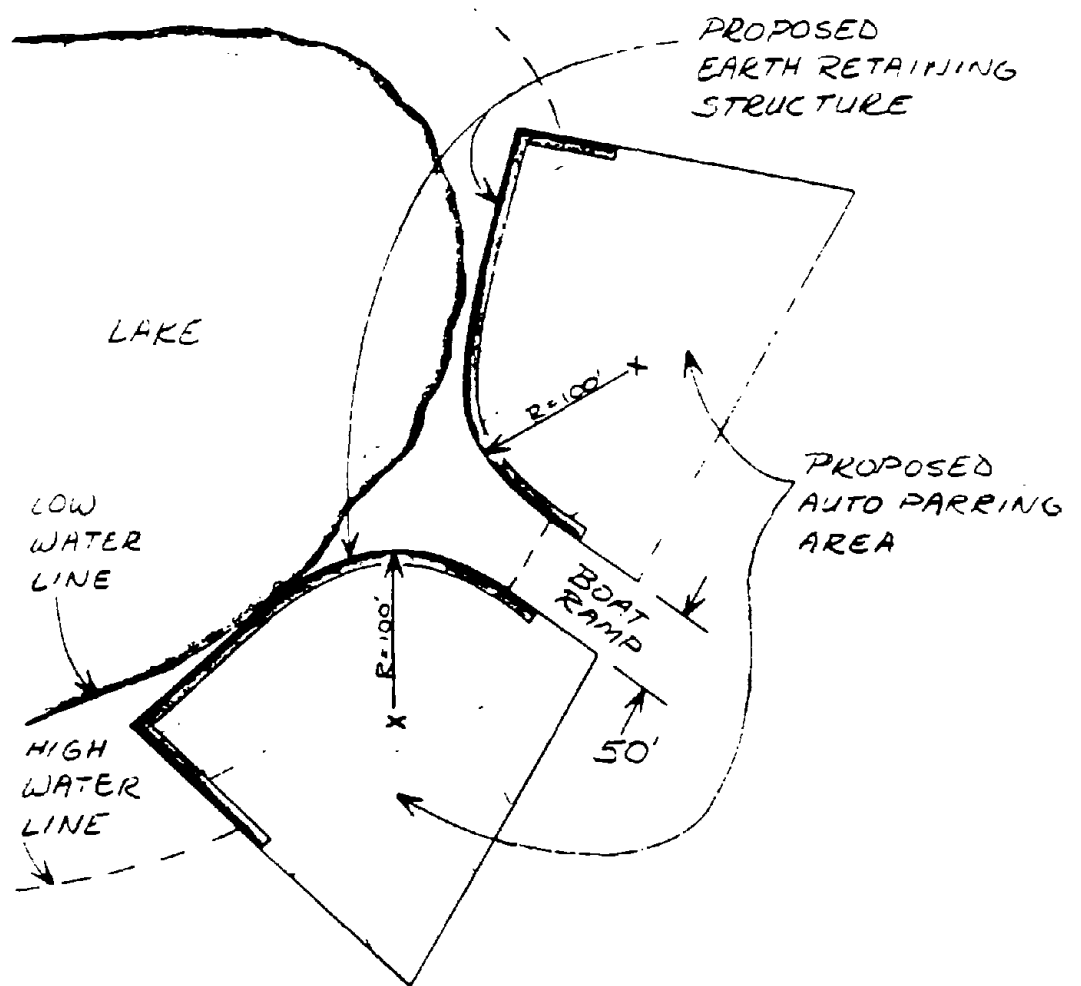 PROPOSED
EARTH RETAINING
STRUCTURE
LAKE
R=100'
LOW
WATER
LINE
PROPOSED
AUTO PARRING
AREA
BOAT
RAMP
R=100'
X
X
50'
HIGH
WATER
LINE